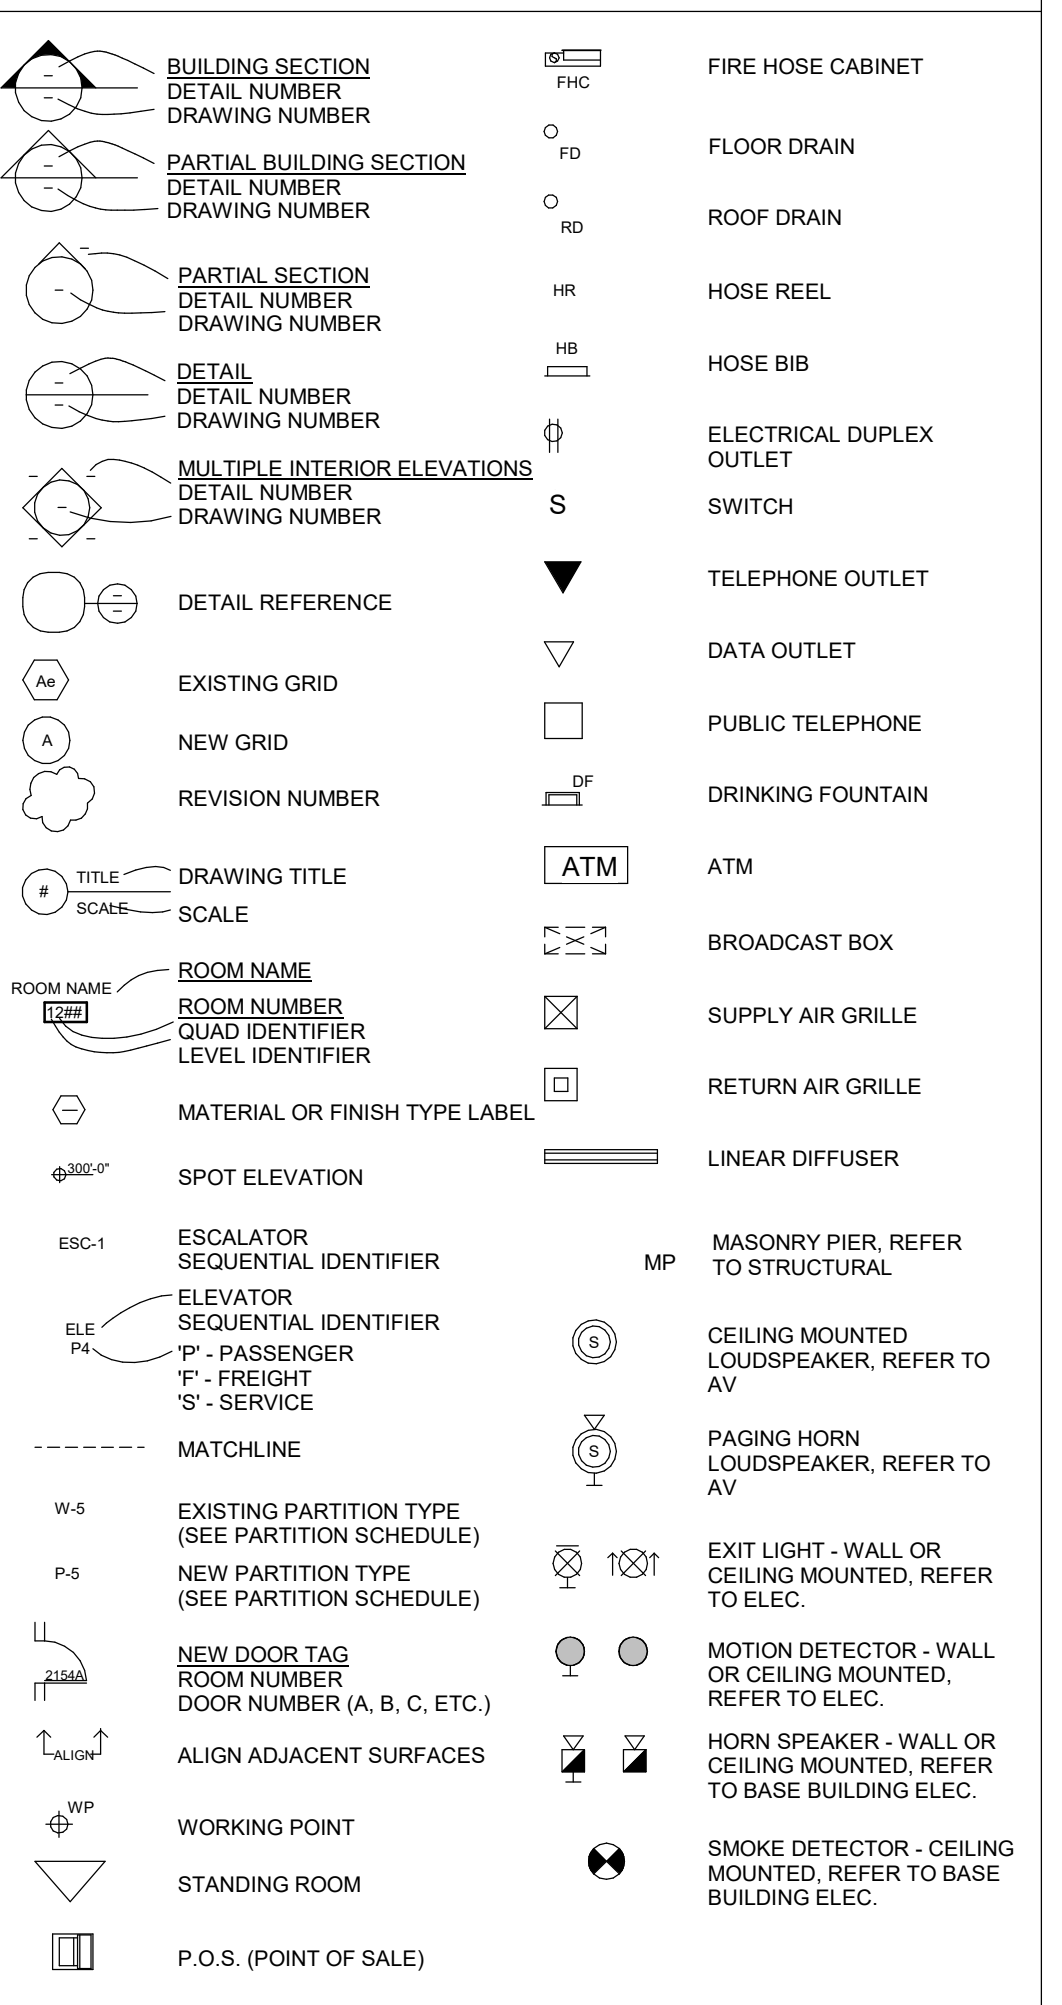 BUILDING SECTION
DETAIL NUMBER
DRAWING NUMBER
PARTIAL BUILDING SECTION
DETAIL NUMBER
DRAWING NUMBER
PARTIAL SECTION
DETAIL NUMBER
DRAWING NUMBER
DETAIL
DETAIL NUMBER
DRAWING NUMBER
MULTIPLE INTERIOR ELEVATIONS
DETAIL NUMBER
DRAWING NUMBER
DETAIL REFERENCE
Ae
EXISTING GRID
A
NEW GRID
REVISION NUMBER
#
TITLE
DRAWING TITLE
SCALE
SCALE
ROOM NAME
ROOM NAME
12##
ROOM NUMBER
QUAD IDENTIFIER
LEVEL IDENTIFIER
MATERIAL OR FINISH TYPE LABEL
300'-0"
SPOT ELEVATION
ESC-1
ESCALATOR
SEQUENTIAL IDENTIFIER
ELE
P4
ELEVATOR
SEQUENTIAL IDENTIFIER
'P' - PASSENGER
'F' - FREIGHT
'S' - SERVICE
MATCHLINE
W-5
EXISTING PARTITION TYPE
(SEE PARTITION SCHEDULE)
P-5
NEW PARTITION TYPE
(SEE PARTITION SCHEDULE)
2154A
NEW DOOR TAG
ROOM NUMBER
DOOR NUMBER (A, B, C, ETC.)
ALIGN
ALIGN ADJACENT SURFACES
WP
WORKING POINT
STANDING ROOM
P.O.S. (POINT OF SALE)
FHC
FIRE HOSE CABINET
FD
FLOOR DRAIN
RD
ROOF DRAIN
HR
HOSE REEL
HB
HOSE BIB
ELECTRICAL DUPLEX
OUTLET
S
SWITCH
TELEPHONE OUTLET
DATA OUTLET
PUBLIC TELEPHONE
DF
DRINKING FOUNTAIN
ATM
ATM
BROADCAST BOX
SUPPLY AIR GRILLE
RETURN AIR GRILLE
LINEAR DIFFUSER
MP
MASONRY PIER, REFER
TO STRUCTURAL
S
CEILING MOUNTED
LOUDSPEAKER, REFER TO
AV
S
PAGING HORN
LOUDSPEAKER, REFER TO
AV
EXIT LIGHT - WALL OR
CEILING MOUNTED, REFER
TO ELEC.
MOTION DETECTOR - WALL
OR CEILING MOUNTED,
REFER TO ELEC.
HORN SPEAKER - WALL OR
CEILING MOUNTED, REFER
TO BASE BUILDING ELEC.
SMOKE DETECTOR - CEILING
MOUNTED, REFER TO BASE
BUILDING ELEC.